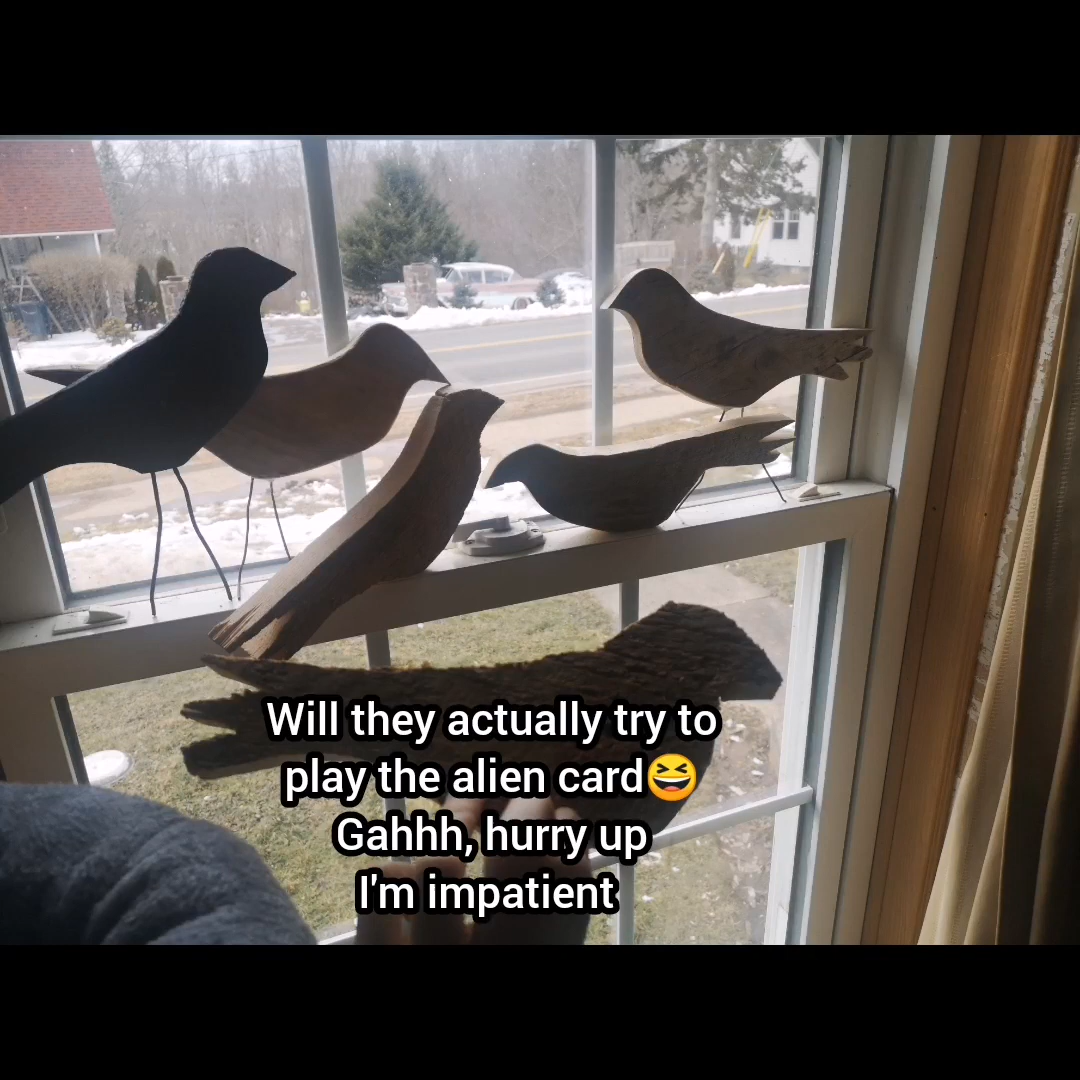 Will they actually try to
play the alien card😆
Gahhh, hurry up
I'm impatient